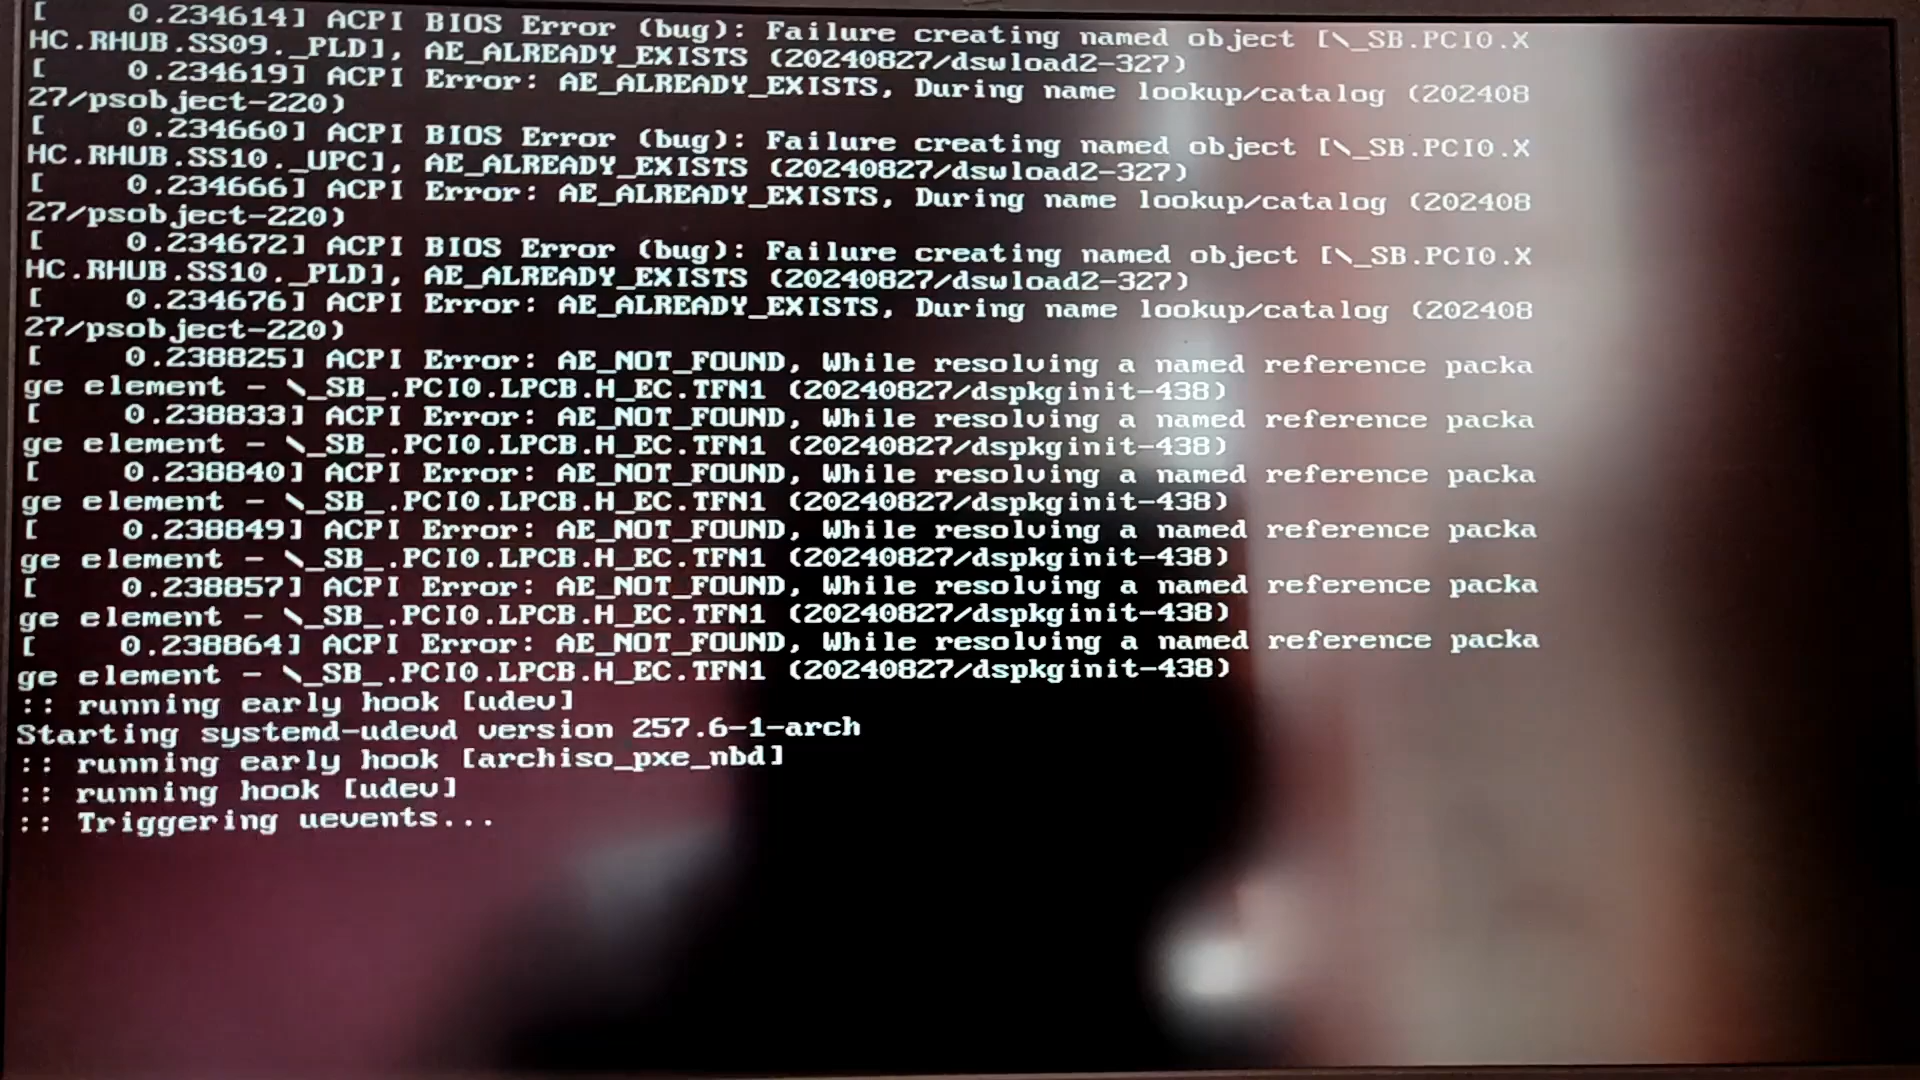 [    0.234614] ACPI BIOS Error (bug): Failure creating named object [\_SB.PCI0.X
HC.RHUB.SS09._PLD], AE_ALREADY_EXISTS (20240827/dswload2-327)
[    0.234619] ACPI Error: AE_ALREADY_EXISTS, During name lookup/catalog (202408
27/psobject-220)
[    0.234660] ACPI BIOS Error (bug): Failure creating named object [\_SB.PCI0.X
HC.RHUB.SS10._UPC], AE_ALREADY_EXISTS (20240827/dswload2-327)
[    0.234666] ACPI Error: AE_ALREADY_EXISTS, During name lookup/catalog (202408
27/psobject-220)
[    0.234672] ACPI BIOS Error (bug): Failure creating named object [\_SB.PCI0.X
HC.RHUB.SS10._PLD], AE_ALREADY_EXISTS (20240827/dswload2-327)
[    0.234676] ACPI Error: AE_ALREADY_EXISTS, During name lookup/catalog (202408
27/psobject-220)
[    0.238825] ACPI Error: AE_NOT_FOUND, While resolving a named reference packa
ge element - \_SB_.PCI0.LPCB.H_EC.TFN1 (20240827/dspkginit-438)
[    0.238833] ACPI Error: AE_NOT_FOUND, While resolving a named reference packa
ge element - \_SB_.PCI0.LPCB.H_EC.TFN1 (20240827/dspkginit-438)
[    0.238840] ACPI Error: AE_NOT_FOUND, While resolving a named reference packa
ge element - \_SB_.PCI0.LPCB.H_EC.TFN1 (20240827/dspkginit-438)
[    0.238849] ACPI Error: AE_NOT_FOUND, While resolving a named reference packa
ge element - \_SB_.PCI0.LPCB.H_EC.TFN1 (20240827/dspkginit-438)
[    0.238857] ACPI Error: AE_NOT_FOUND, While resolving a named reference packa
ge element - \_SB_.PCI0.LPCB.H_EC.TFN1 (20240827/dspkginit-438)
[    0.238864] ACPI Error: AE_NOT_FOUND, While resolving a named reference packa
ge element - \_SB_.PCI0.LPCB.H_EC.TFN1 (20240827/dspkginit-438)
:: running early hook [udev]
Starting systemd-udevd version 257.6-1-arch
:: running early hook [archiso_pxe_nbd]
:: running hook [udev]
:: Triggering uevents...